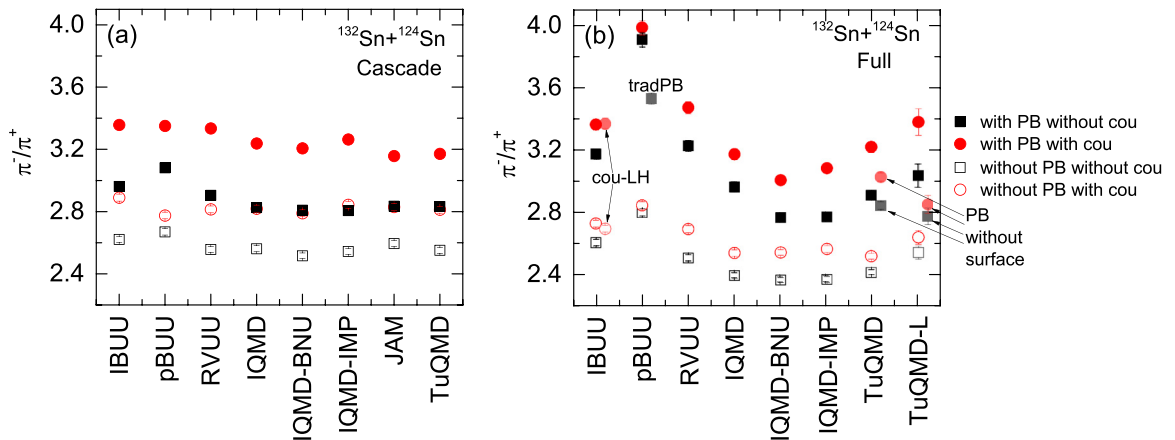 (a)
¹³²Sn+¹²⁴Sn
Cascade
π⁻/π⁺
4.0
3.6
3.2
2.8
2.4
IBUU
pBUU
RVUU
IQMD
IQMD-BNU
IQMD-IMP
JAM
TuQMD
(b)
¹³²Sn+¹²⁴Sn
Full
tradPB
cou-LH
π⁻/π⁺
4.0
3.6
3.2
2.8
2.4
PB
without
surface
IBUU
pBUU
RVUU
IQMD
IQMD-BNU
IQMD-IMP
TuQMD
TuQMD-L
with PB without cou
with PB with cou
without PB without cou
without PB with cou